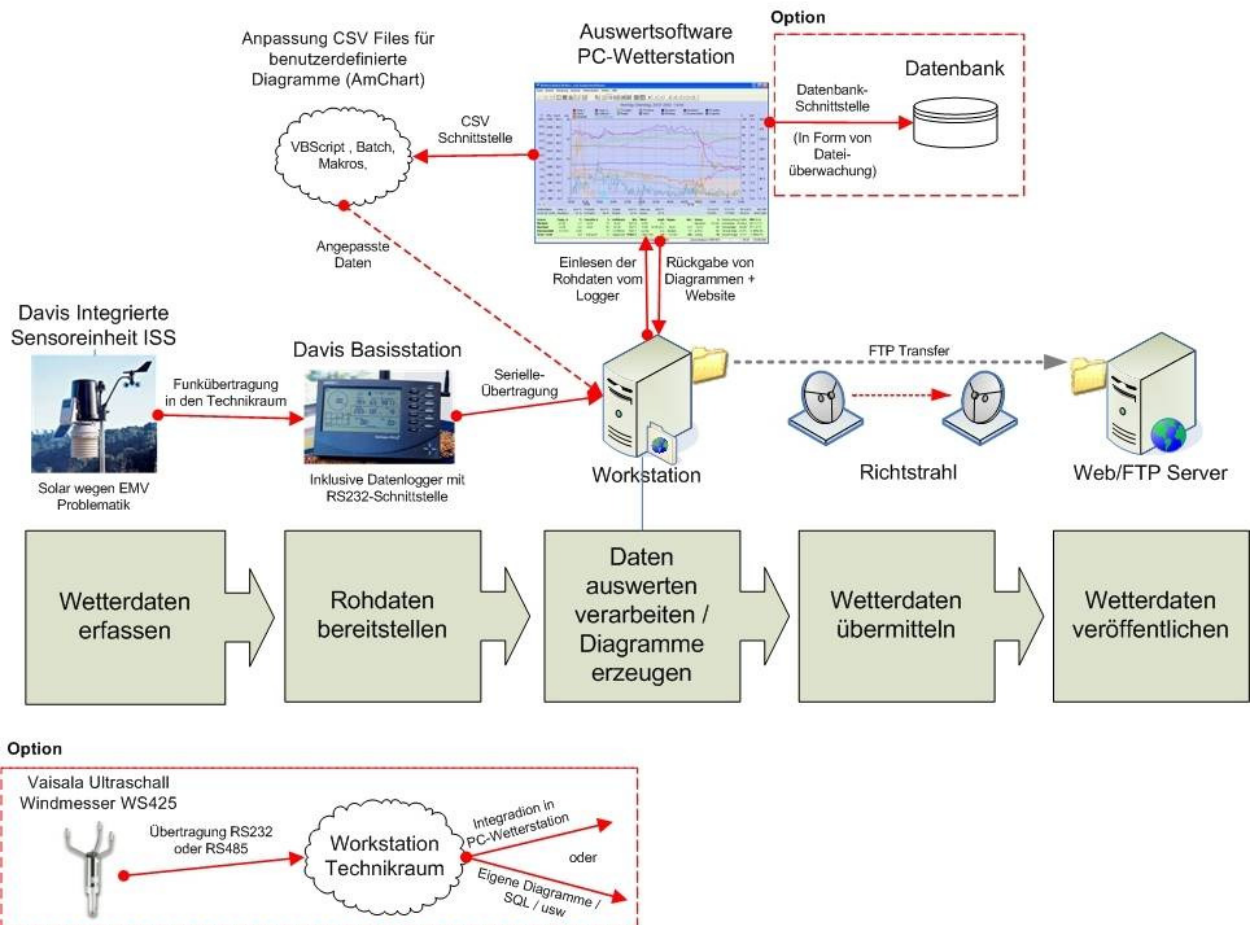 Option
Anpassung CSV Files für
benutzerdefinierte
Diagramme (AmChart)
Auswertsoftware
PC-Wetterstation
Datenbank
Datenbank-
Schnittstelle
(In Form von
Datei-
überwachung)
CSV
Schnittstelle
VBScript , Batch,
Makros,
Angepasste
Daten
Einlesen der
Rohdaten vom
Logger
Rückgabe von
Diagrammen +
Website
Davis Integrierte
Sensoreinheit ISS
Funkübertragung
in den Technikraum
Solar wegen EMV
Problematik
Davis Basisstation
Serielle-
Übertragung
Inklusive Datenlogger mit
RS232-Schnittstelle
Workstation
FTP Transfer
Richtstrahl
Web/FTP Server
Wetterdaten
erfassen
Rohdaten
bereitstellen
Daten
auswerten
verarbeiten /
Diagramme
erzeugen
Wetterdaten
übermitteln
Wetterdaten
veröffentlichen
Option
Vaisala Ultraschall
Windmesser WS425
Übertragung RS232
oder RS485
Workstation
Technikraum
Integradion in
PC-Wetterstation
oder
Eigene Diagramme /
SQL / usw